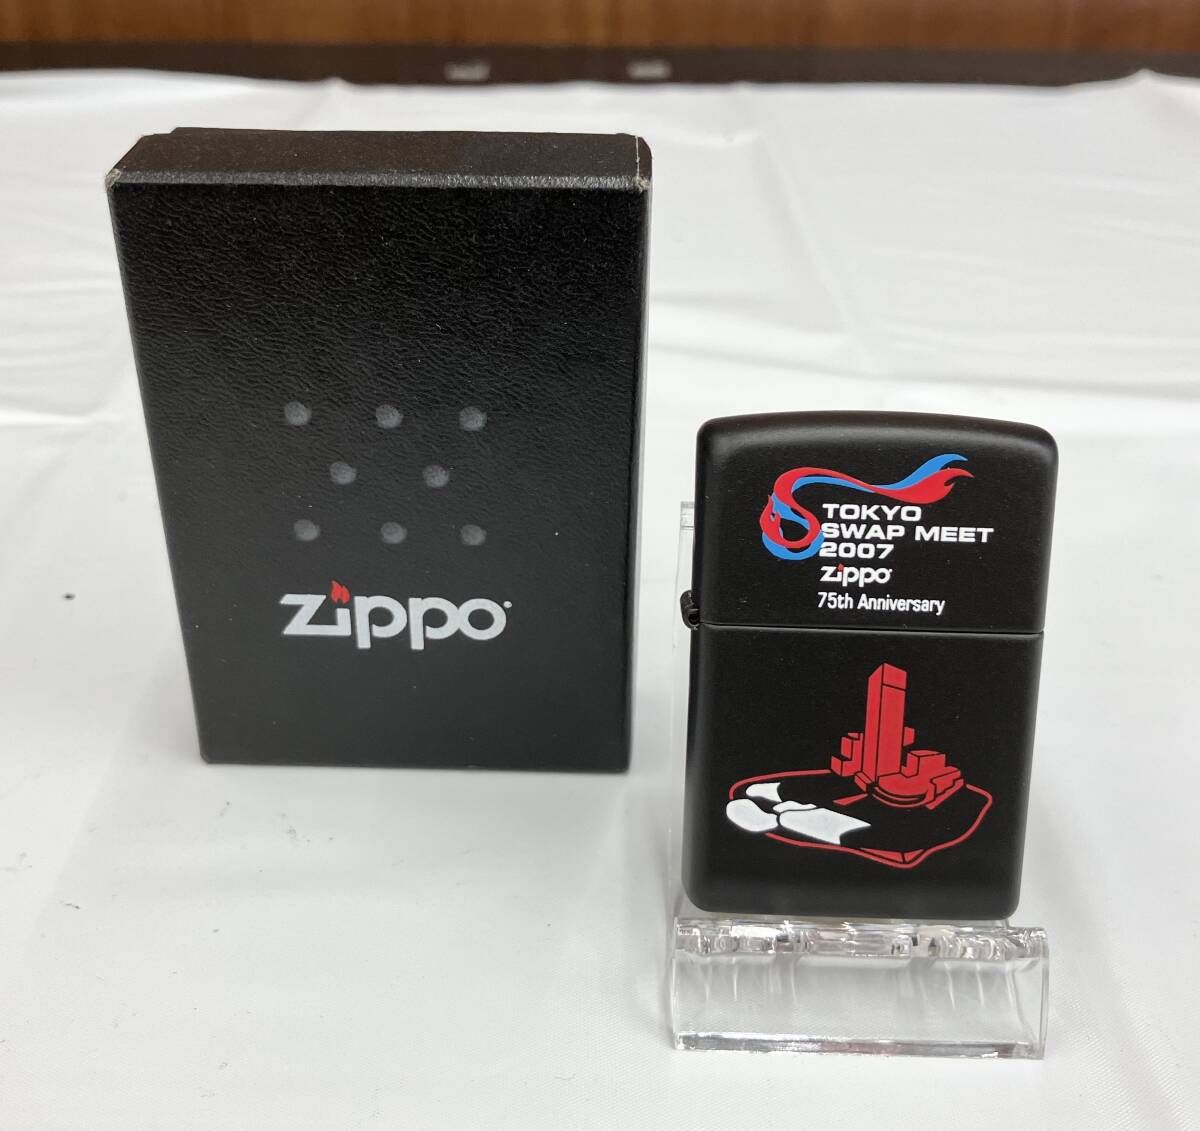 zippo
TOKYO
SWAP MEET
2007
zippo
75th Anniversary